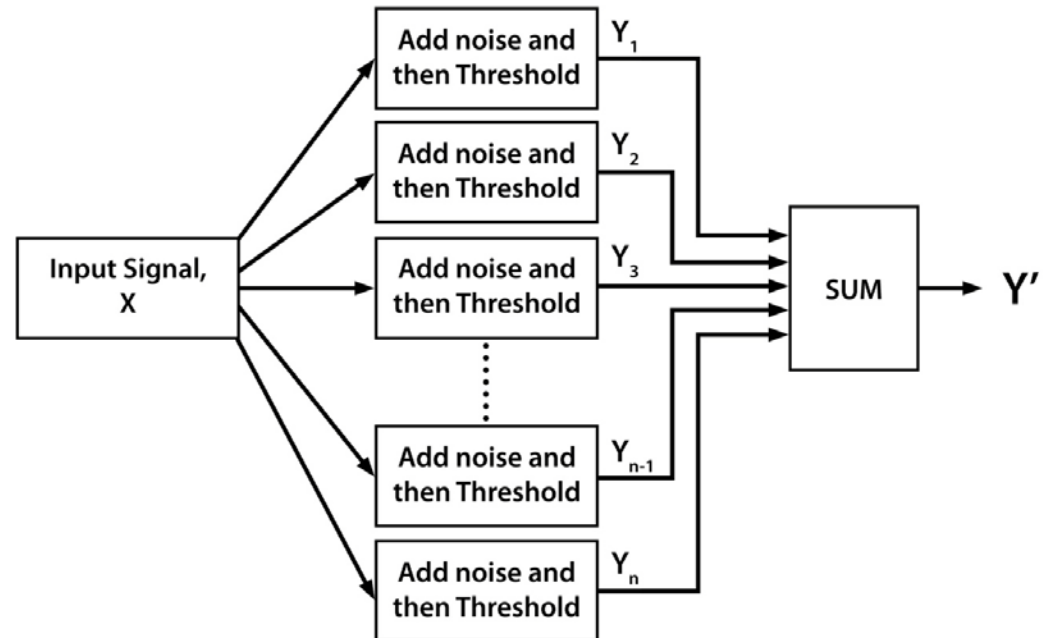 Add noise and
then Threshold
Y₁
Add noise and
then Threshold
Y₂
Input Signal,
X
Add noise and
then Threshold
Y₃
SUM
Y'
Add noise and
then Threshold
Yₙ₋₁
Add noise and
then Threshold
Yₙ